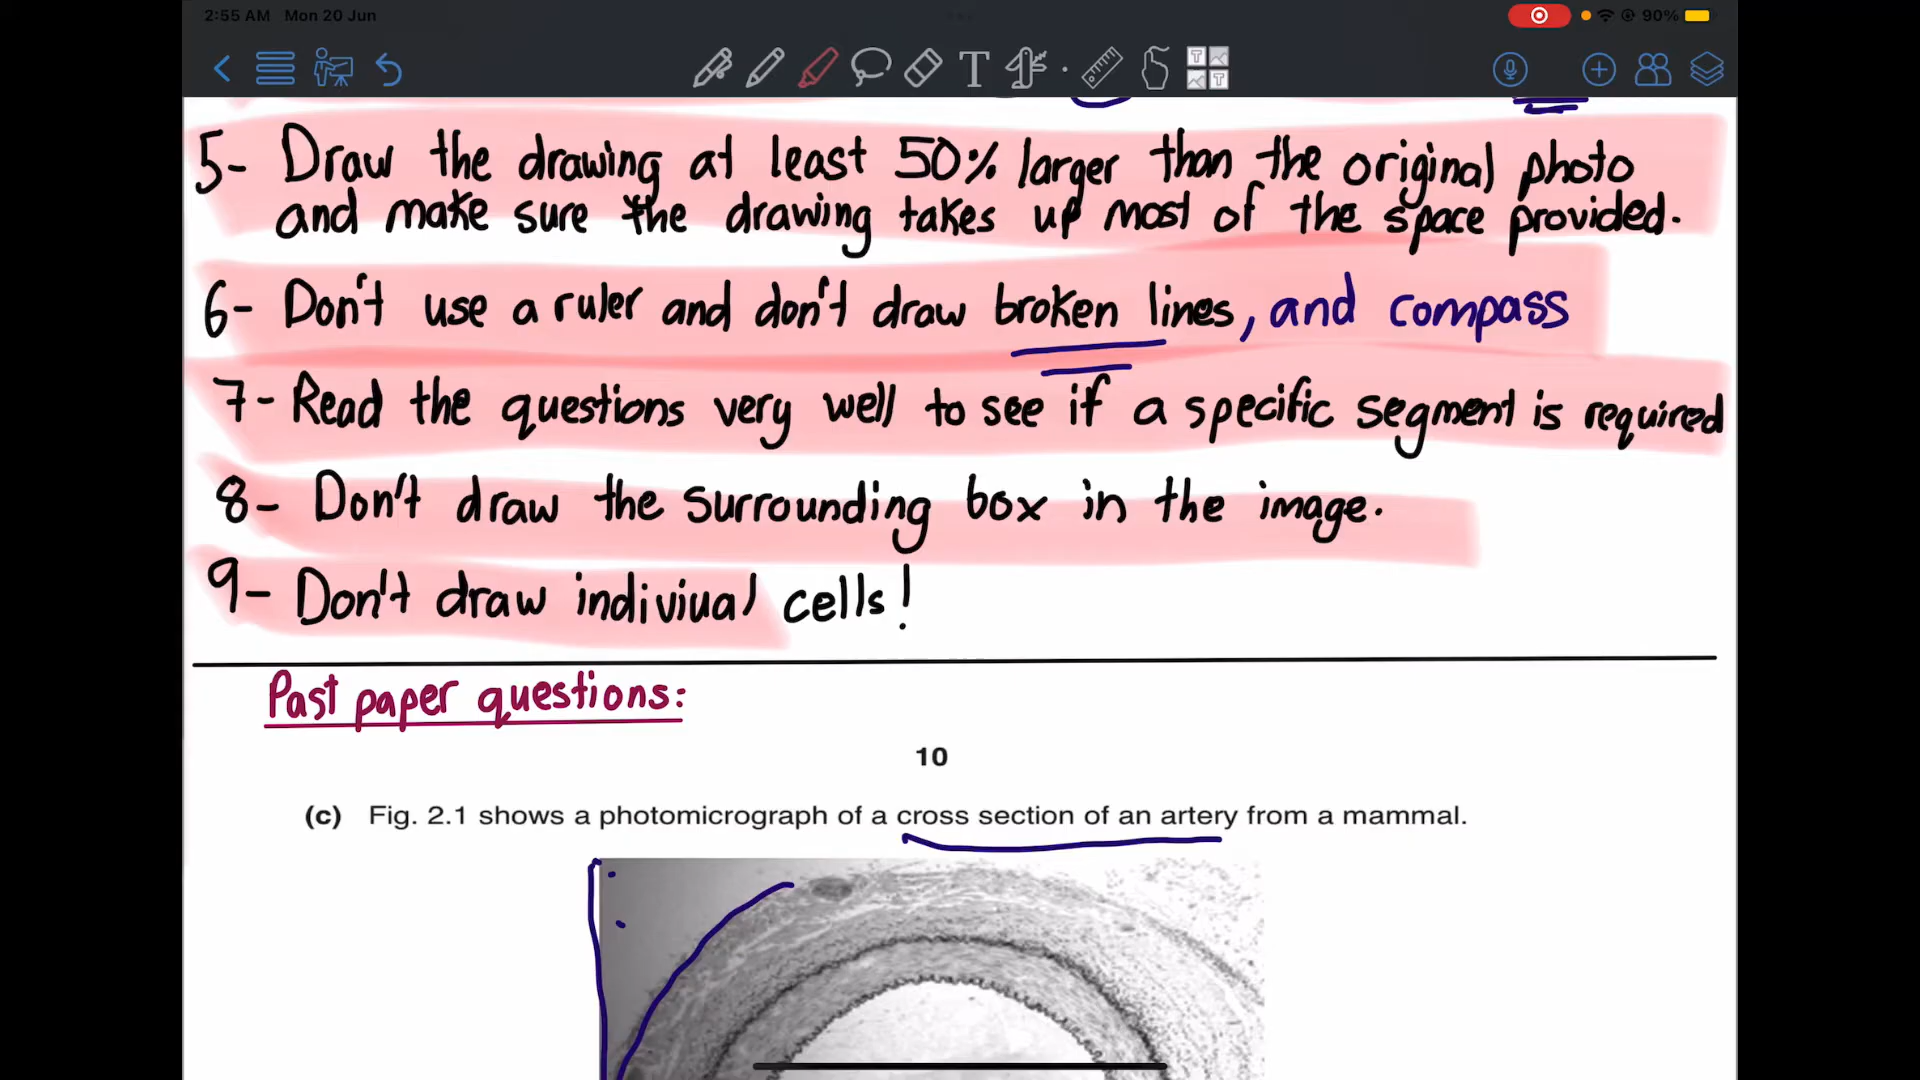 2:55 AM Mon 20 Jun
90%
5- Draw the drawing at least 50% larger than the original photo
and make sure the drawing takes up most of the space provided.
6- Don't use a ruler and don't draw broken lines, and compass
7- Read the questions very well to see if a specific segment is required
8- Don't draw the surrounding box in the image.
9- Don't draw indiviual cells!
Past paper questions:
10
(c) Fig. 2.1 shows a photomicrograph of a cross section of an artery from a mammal.